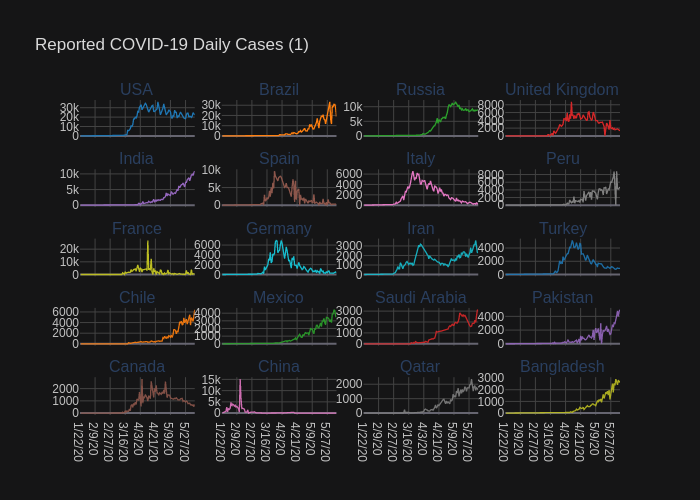 Reported COVID-19 Daily Cases (1)
USA Brazil Russia United Kingdom
30k 20k 10k 0
30k 20k 10k 0
10k 5k 0
8000 6000 4000 2000 0
India Spain Italy Peru
10k 5k 0
10k 5k 0
6000 4000 2000 0
8000 6000 4000 2000 0
France Germany Iran Turkey
20k 10k 0
6000 4000 2000 0
3000 2000 1000 0
4000 2000 0
Chile Mexico Saudi Arabia Pakistan
6000 4000 2000 0
4000 3000 2000 1000 0
3000 2000 1000 0
4000 2000 0
Canada China Qatar Bangladesh
2000 1000 0
15k 10k 5k 0
2000 1000 0
3000 2000 1000 0
1/22/20 2/9/20 2/27/20 3/16/20 4/3/20 4/21/20 5/9/20 5/27/20
1/22/20 2/9/20 2/27/20 3/16/20 4/3/20 4/21/20 5/9/20 5/27/20
1/22/20 2/9/20 2/27/20 3/16/20 4/3/20 4/21/20 5/9/20 5/27/20
1/22/20 2/9/20 2/27/20 3/16/20 4/3/20 4/21/20 5/9/20 5/27/20